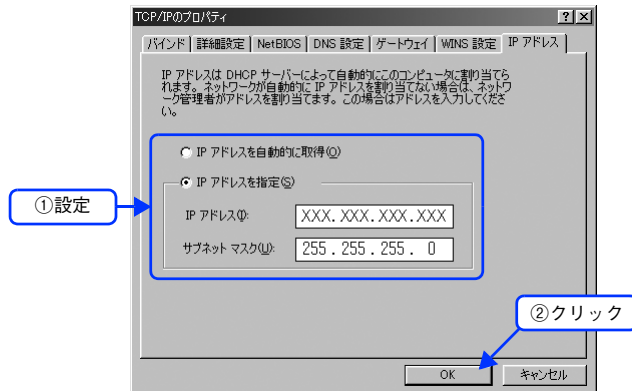 TCP/IPのプロパティ
バインド 詳細設定 NetBIOS DNS 設定 ゲートウェイ WINS 設定 IP アドレス
IP アドレスは DHCP サーバーによって自動的にこのコンピュータに割り当てら
れます。ネットワークが自動的に IP アドレスを割り当てない場合は、ネットワ
ーク管理者がアドレスを割り当てます。この場合はアドレスを入力してくださ
い。
IP アドレスを自動的に取得(O)
IP アドレスを指定(S)
①設定
IP アドレス(I): XXX.XXX.XXX.XXX
サブネット マスク(U): 255.255.255. 0
②クリック
OK キャンセル